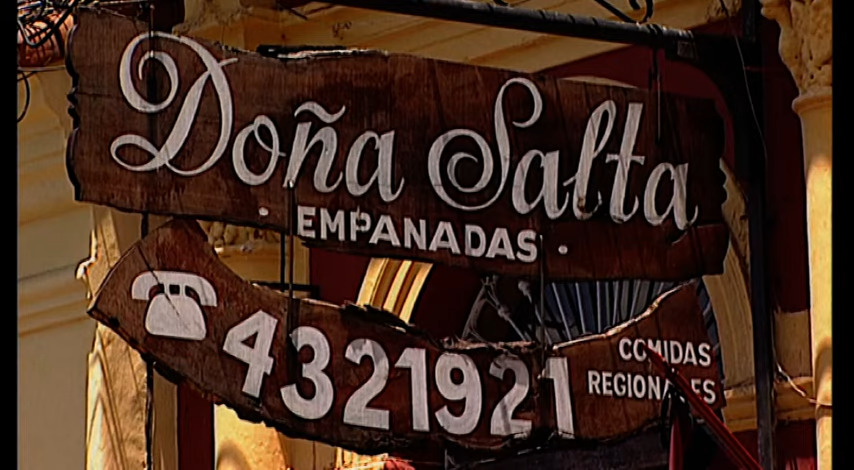 Doña Salta
· EMPANADAS ·
4321921
COMIDAS
REGIONALES